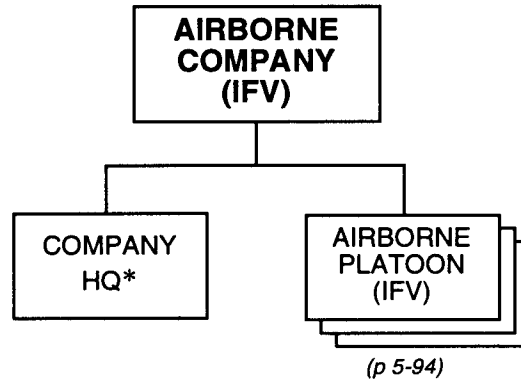 AIRBORNE
COMPANY
(IFV)
COMPANY
HQ*
AIRBORNE
PLATOON
(IFV)
(p 5-94)